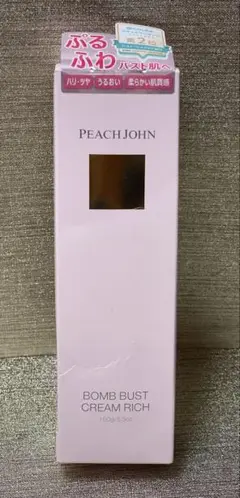 ぷる
ふわ
バスト肌へ
ハリ・ツヤ
うるおい
柔らかい肌質感
PEACH JOHN
BOMB BUST
CREAM RICH